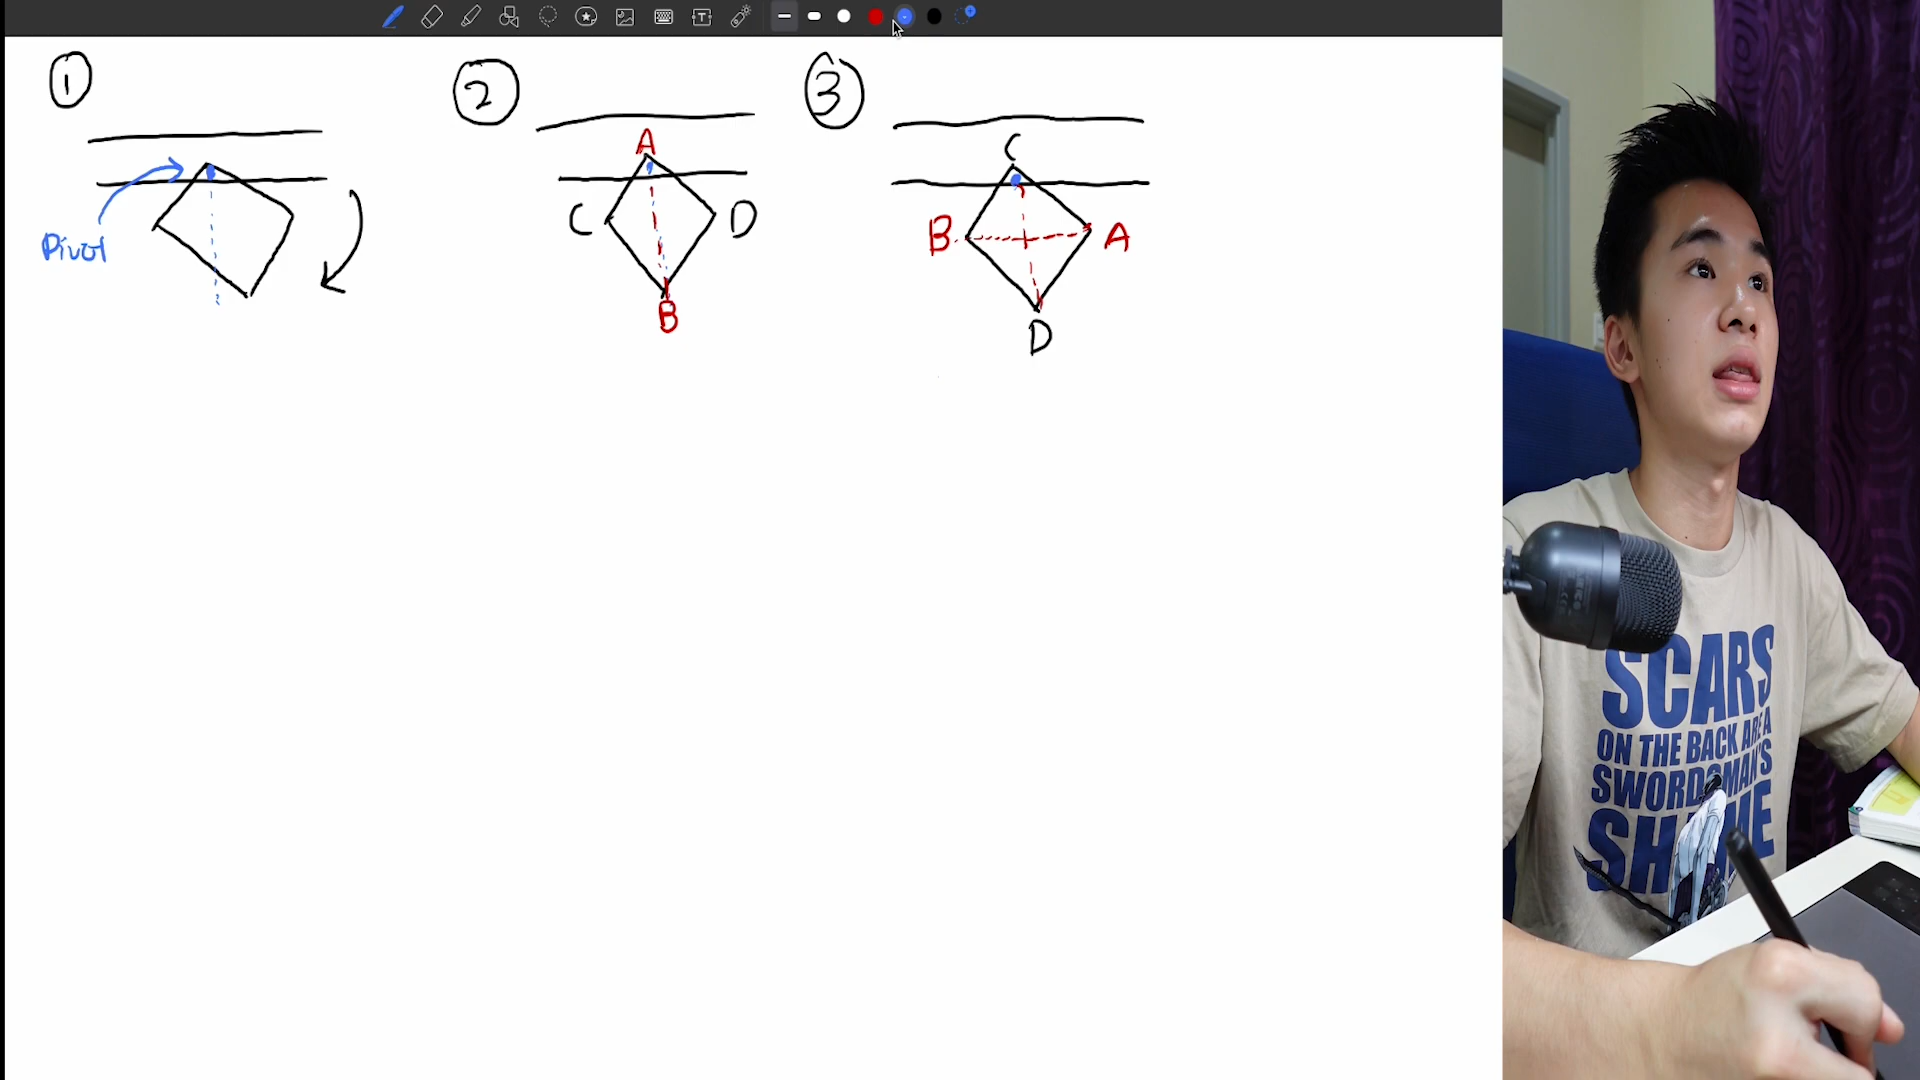 1
2
3
Pivot
A
C
D
B
C
B
A
D
SCARS
ON THE BACK ARE A
SWORDSMAN'S
SHAME